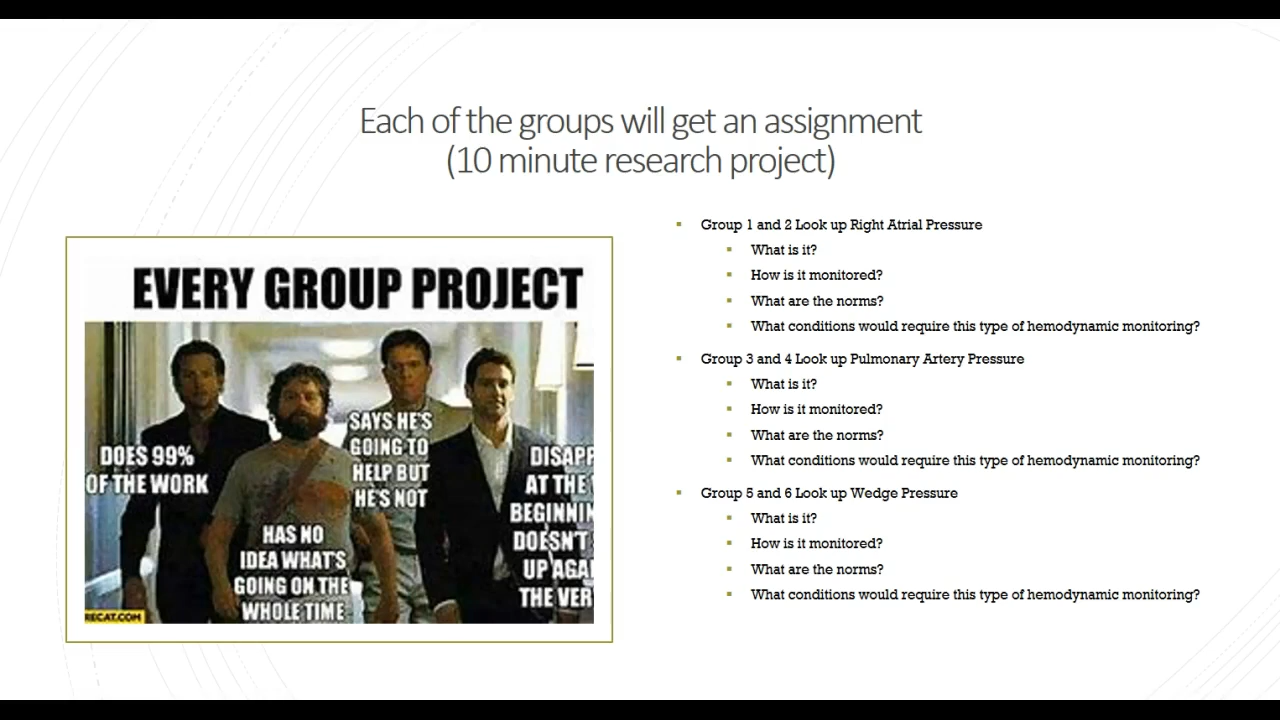 Each of the groups will get an assignment
(10 minute research project)
EVERY GROUP PROJECT
DOES 99%
OF THE WORK
HAS NO
IDEA WHAT'S
GOING ON THE
WHOLE TIME
SAYS HE'S
GOING TO
HELP BUT
HE'S NOT
DISAPP
AT THE
BEGINNIN
DOESN'T
UP AGA
THE VER
RECAT.COM
▪ Group 1 and 2 Look up Right Atrial Pressure
▪ What is it?
▪ How is it monitored?
▪ What are the norms?
▪ What conditions would require this type of hemodynamic monitoring?
▪ Group 3 and 4 Look up Pulmonary Artery Pressure
▪ What is it?
▪ How is it monitored?
▪ What are the norms?
▪ What conditions would require this type of hemodynamic monitoring?
▪ Group 5 and 6 Look up Wedge Pressure
▪ What is it?
▪ How is it monitored?
▪ What are the norms?
▪ What conditions would require this type of hemodynamic monitoring?